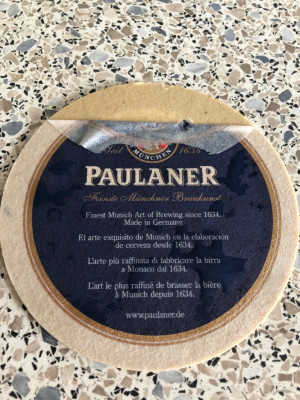 Seit 1634
MÜNCHEN
PAULANER
Feinste Münchner Braukunst
Finest Munich Art of Brewing since 1634.
Made in Germany.
El arte exquisito de Munich en la elaboración
de cerveza desde 1634.
L'arte più raffinata di fabbricare la birra
a Monaco dal 1634.
L'art le plus raffiné de brasser la bière
à Munich depuis 1634.
www.paulaner.de